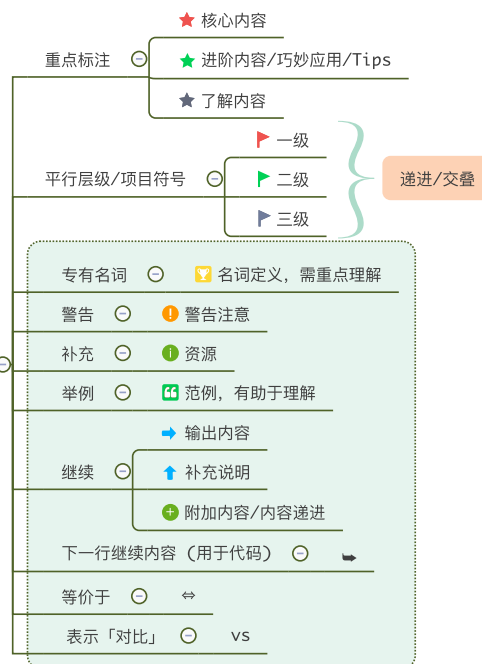 重点标注
核心内容
进阶内容/巧妙应用/Tips
了解内容
平行层级/项目符号
一级
二级
三级
递进/交叠
专有名词
名词定义，需重点理解
警告
警告注意
补充
资源
举例
范例，有助于理解
继续
输出内容
补充说明
附加内容/内容递进
下一行继续内容（用于代码） ➥
等价于 ⇔
表示「对比」 vs